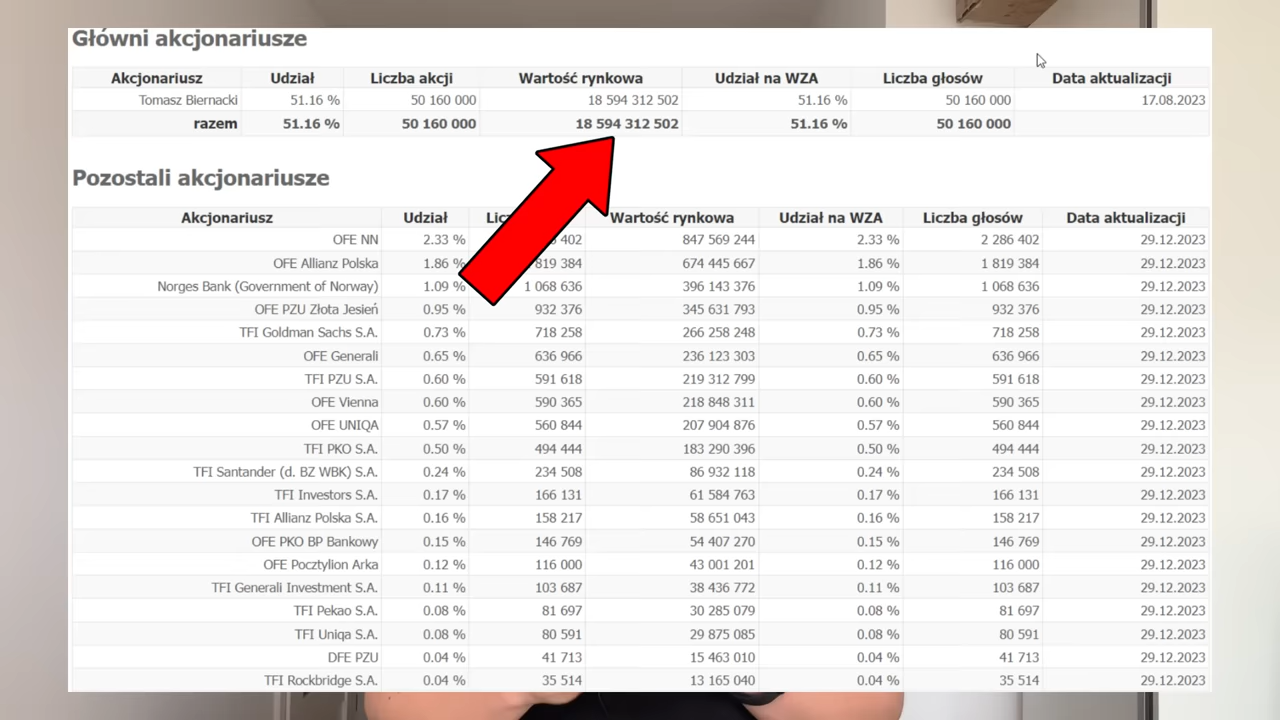 Główni akcjonariusze
Akcjonariusz Udział Liczba akcji Wartość rynkowa Udział na WZA Liczba głosów Data aktualizacji
Tomasz Biernacki 51.16 % 50 160 000 18 594 312 502 51.16 % 50 160 000 17.08.2023
razem 51.16 % 50 160 000 18 594 312 502 51.16 % 50 160 000
Pozostali akcjonariusze
Akcjonariusz Udział Wartość rynkowa Udział na WZA Liczba głosów Data aktualizacji
OFE NN 2.33 % 402 847 569 244 2.33 % 2 286 402 29.12.2023
OFE Allianz Polska 1.86 % 819 384 674 445 667 1.86 % 1 819 384 29.12.2023
Norges Bank (Government of Norway) 1.09 % 1 068 636 396 143 376 1.09 % 1 068 636 29.12.2023
OFE PZU Złota Jesień 0.95 % 932 376 345 631 793 0.95 % 932 376 29.12.2023
TFI Goldman Sachs S.A. 0.73 % 718 258 266 258 248 0.73 % 718 258 29.12.2023
OFE Generali 0.65 % 636 966 236 123 303 0.65 % 636 966 29.12.2023
TFI PZU S.A. 0.60 % 591 618 219 312 799 0.60 % 591 618 29.12.2023
OFE Vienna 0.60 % 590 365 218 848 311 0.60 % 590 365 29.12.2023
OFE UNIQA 0.57 % 560 844 207 904 876 0.57 % 560 844 29.12.2023
TFI PKO S.A. 0.50 % 494 444 183 290 396 0.50 % 494 444 29.12.2023
TFI Santander (d. BZ WBK) S.A. 0.24 % 234 508 86 932 118 0.24 % 234 508 29.12.2023
TFI Investors S.A. 0.17 % 166 131 61 584 763 0.17 % 166 131 29.12.2023
TFI Allianz Polska S.A. 0.16 % 158 217 58 651 043 0.16 % 158 217 29.12.2023
OFE PKO BP Bankowy 0.15 % 146 769 54 407 270 0.15 % 146 769 29.12.2023
OFE Pocztylion Arka 0.12 % 116 000 43 001 201 0.12 % 116 000 29.12.2023
TFI Generali Investment S.A. 0.11 % 103 687 38 436 772 0.11 % 103 687 29.12.2023
TFI Pekao S.A. 0.08 % 81 697 30 285 079 0.08 % 81 697 29.12.2023
TFI Uniqa S.A. 0.08 % 80 591 29 875 085 0.08 % 80 591 29.12.2023
DFE PZU 0.04 % 41 713 15 463 010 0.04 % 41 713 29.12.2023
TFI Rockbridge S.A. 0.04 % 35 514 13 165 040 0.04 % 35 514 29.12.2023